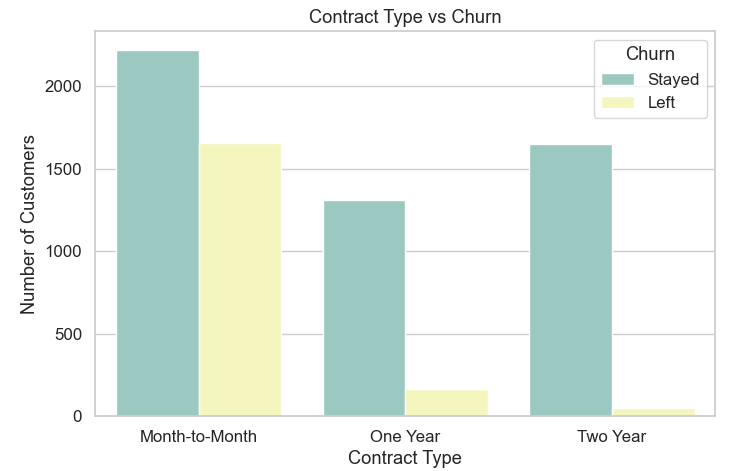 Contract Type vs Churn
Churn
Stayed
Left
Number of Customers
2000
1500
1000
500
0
Month-to-Month
One Year
Two Year
Contract Type